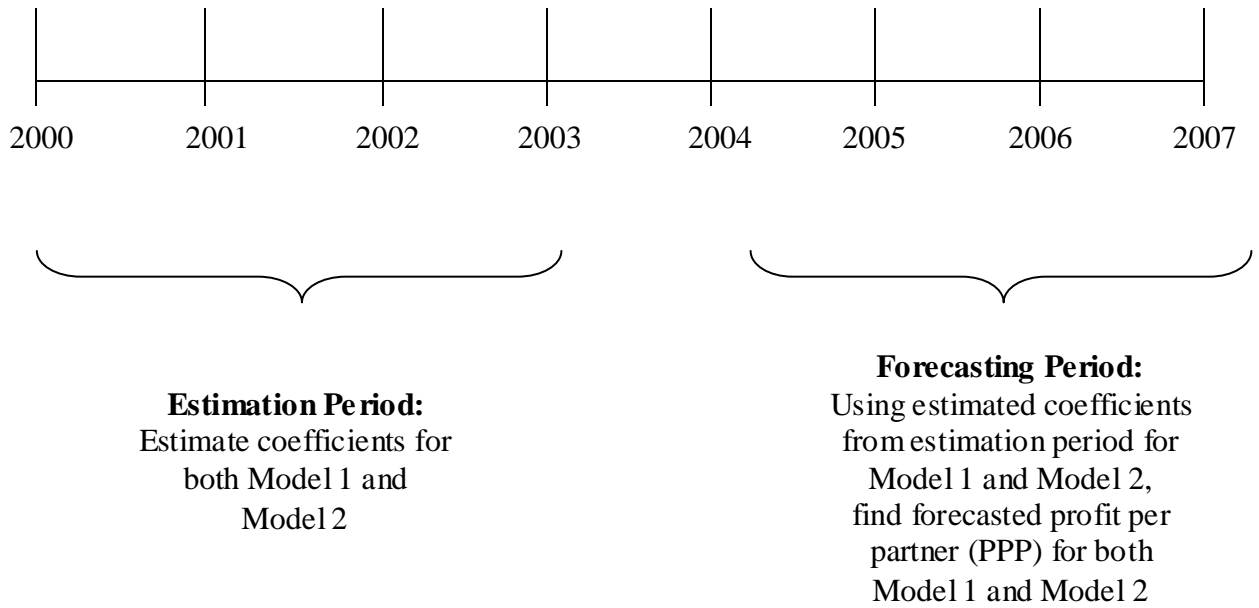 2000 2001 2002 2003 2004 2005 2006 2007
Estimation Period:
Estimate coefficients for
both Model 1 and
Model 2
Forecasting Period:
Using estimated coefficients
from estimation period for
Model 1 and Model 2,
find forecasted profit per
partner (PPP) for both
Model 1 and Model 2